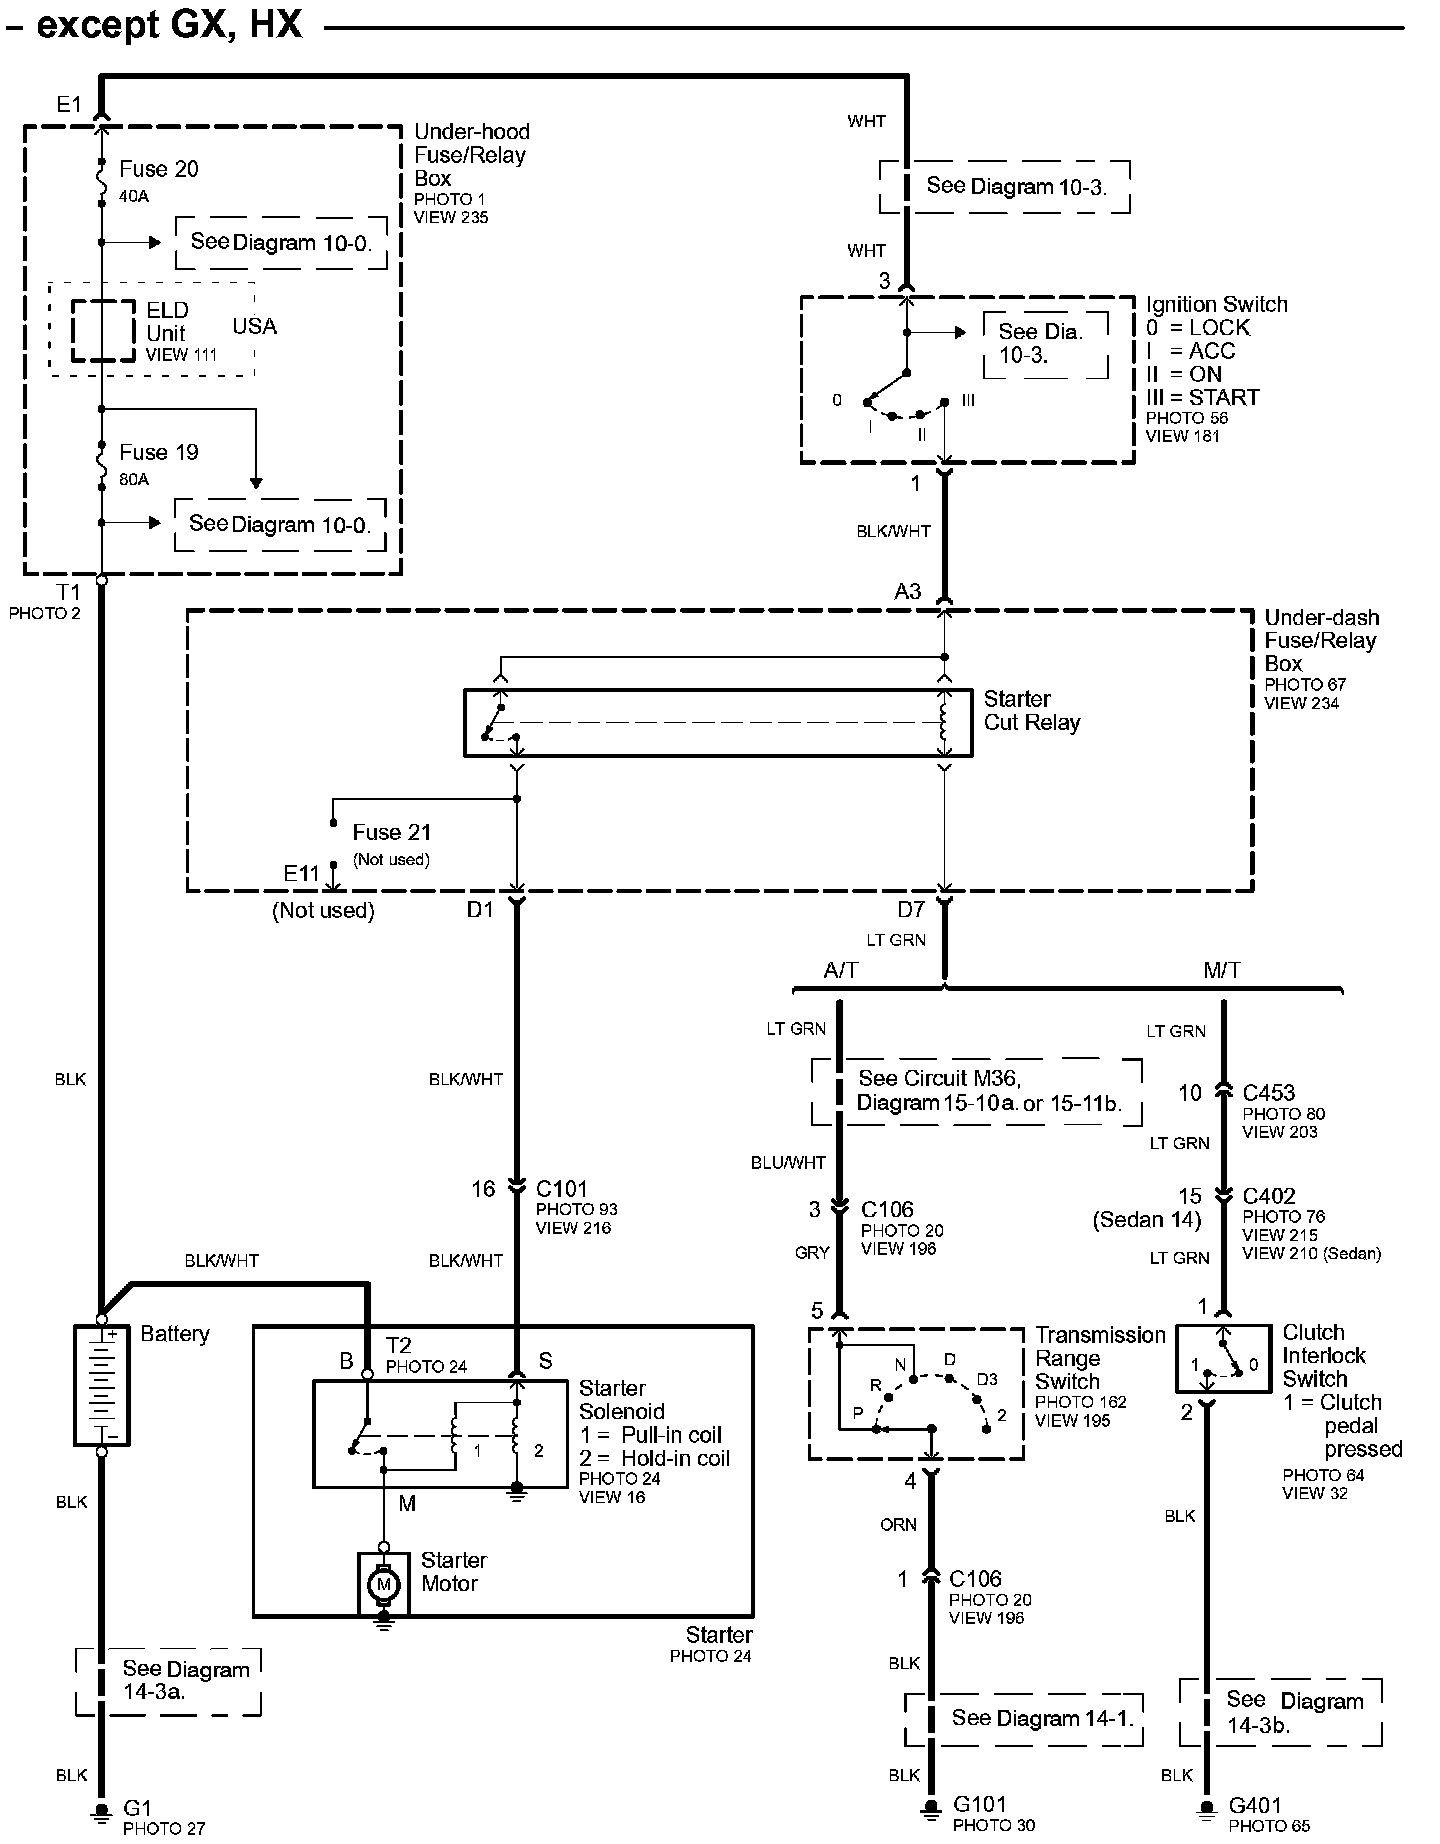 – except GX, HX
E1
Under-hood
Fuse/Relay
Box
PHOTO 1
VIEW 235
Fuse 20
40A
See Diagram 10-0.
ELD
Unit
VIEW 111
USA
Fuse 19
80A
See Diagram 10-0.
T1
PHOTO 2
WHT
See Diagram 10-3.
WHT
3
Ignition Switch
0 = LOCK
I = ACC
II = ON
III = START
PHOTO 56
VIEW 181
See Dia.
10-3.
0
I
II
III
1
BLK/WHT
A3
Under-dash
Fuse/Relay
Box
PHOTO 67
VIEW 234
Starter
Cut Relay
Fuse 21
(Not used)
E11
(Not used)
D1
D7
LT GRN
A/T
M/T
LT GRN
LT GRN
BLK
BLK/WHT
See Circuit M36,
Diagram 15-10a. or 15-11b.
10
C453
PHOTO 80
VIEW 203
LT GRN
BLU/WHT
16
C101
PHOTO 93
VIEW 216
3
C106
PHOTO 20
VIEW 196
15
(Sedan 14)
C402
PHOTO 76
VIEW 215
VIEW 210 (Sedan)
BLK/WHT
BLK/WHT
GRY
LT GRN
Battery
+
–
B
T2
PHOTO 24
S
Starter
Solenoid
1 = Pull-in coil
2 = Hold-in coil
PHOTO 24
VIEW 16
1
2
M
Starter
Motor
M
Starter
PHOTO 24
5
Transmission
Range
Switch
PHOTO 162
VIEW 195
P
R
N
D
D3
2
4
ORN
1
C106
PHOTO 20
VIEW 196
BLK
See Diagram 14-1.
BLK
G101
PHOTO 30
1
Clutch
Interlock
Switch
1 = Clutch
pedal
pressed
PHOTO 64
VIEW 32
1
0
2
BLK
See Diagram
14-3b.
BLK
G401
PHOTO 65
BLK
See Diagram
14-3a.
BLK
G1
PHOTO 27